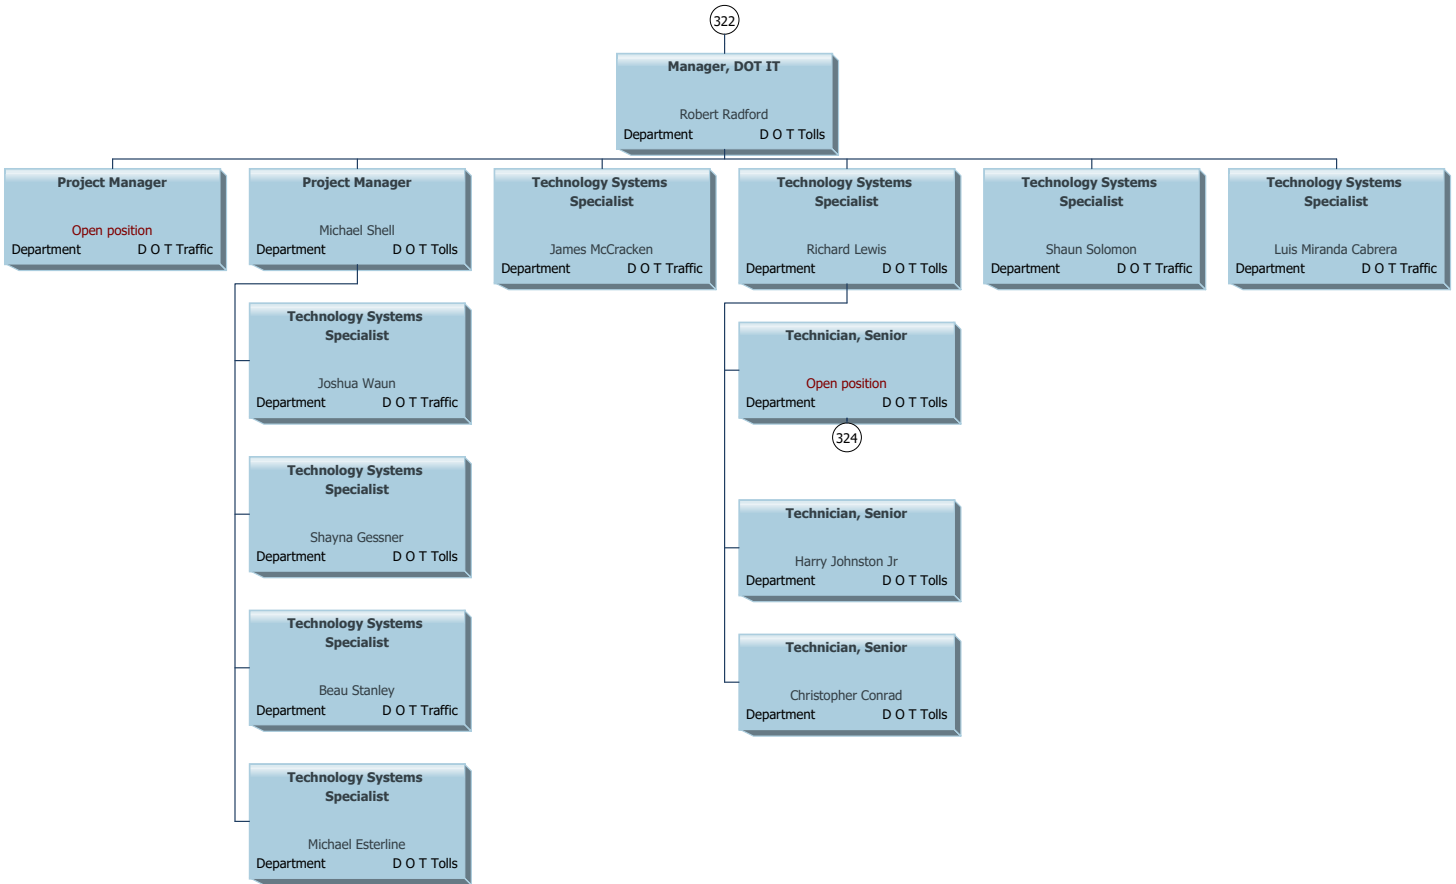 322
Manager, DOT IT
Robert Radford
Department D O T Tolls
Project Manager
Open position
Department D O T Traffic
Project Manager
Michael Shell
Department D O T Tolls
Technology Systems
Specialist
James McCracken
Department D O T Traffic
Technology Systems
Specialist
Richard Lewis
Department D O T Tolls
Technology Systems
Specialist
Shaun Solomon
Department D O T Traffic
Technology Systems
Specialist
Luis Miranda Cabrera
Department D O T Traffic
Technology Systems
Specialist
Joshua Waun
Department D O T Traffic
Technology Systems
Specialist
Shayna Gessner
Department D O T Tolls
Technology Systems
Specialist
Beau Stanley
Department D O T Traffic
Technology Systems
Specialist
Michael Esterline
Department D O T Tolls
Technician, Senior
Open position
Department D O T Tolls
324
Technician, Senior
Harry Johnston Jr
Department D O T Tolls
Technician, Senior
Christopher Conrad
Department D O T Tolls